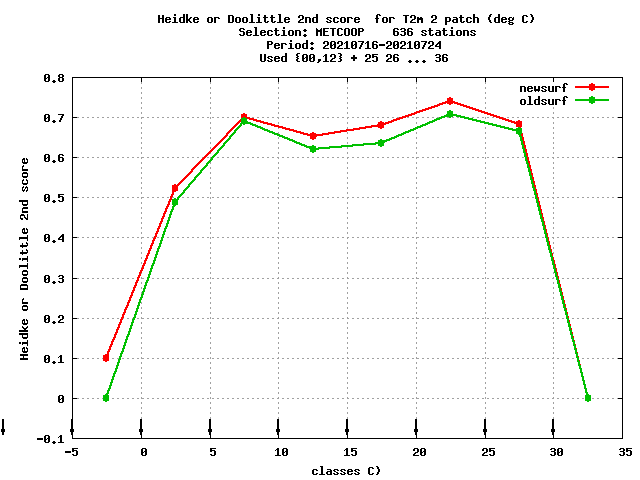 Heidke or Doolittle 2nd score  for T2m 2 patch (deg C)
Selection: METCOOP    636 stations
Period: 20210716-20210724
Used {00,12} + 25 26 ... 36
newsurf
oldsurf
Heidke or Doolittle 2nd score
0.8
0.7
0.6
0.5
0.4
0.3
0.2
0.1
0
-0.1
-5 0 5 10 15 20 25 30 35
classes C)